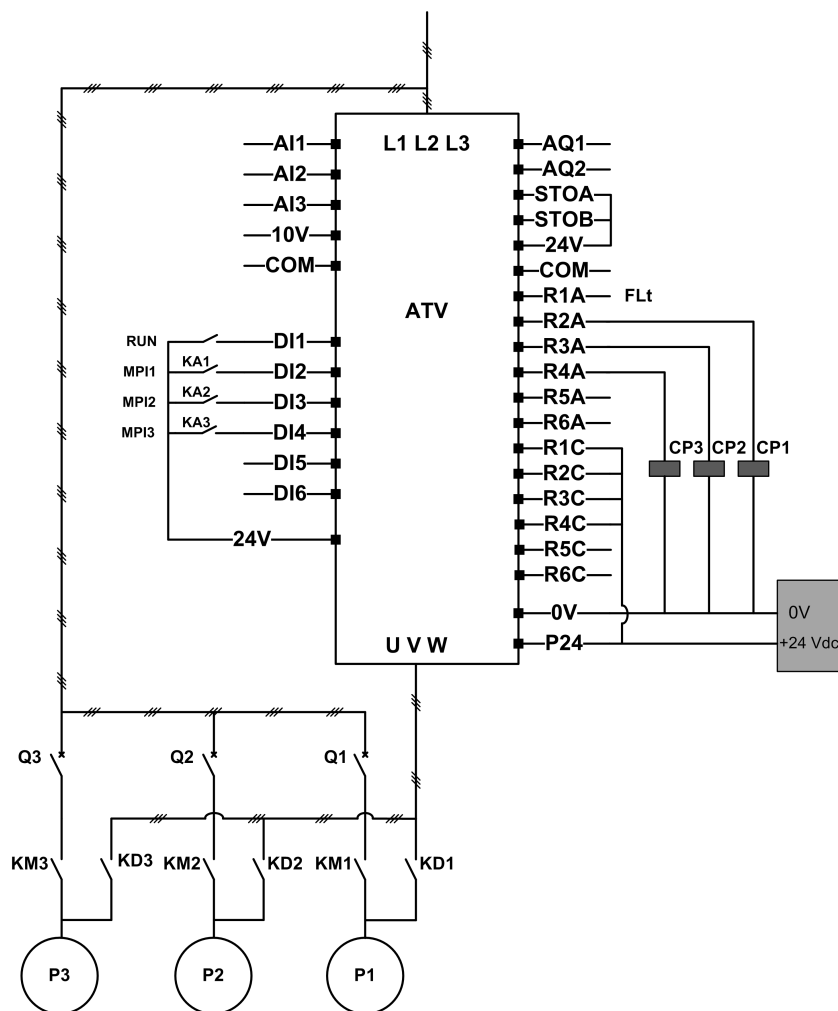 L1 L2 L3
AI1
AQ1
AI2
AQ2
AI3
STOA
10V
STOB
24V
COM
COM
ATV
R1A
FLt
R2A
RUN
DI1
R3A
MPI1
KA1
DI2
R4A
MPI2
KA2
DI3
R5A
MPI3
KA3
DI4
R6A
DI5
R1C
CP3
CP2
CP1
DI6
R2C
R3C
24V
R4C
R5C
R6C
0V
0V
U V W
P24
+24 Vdc
Q3
Q2
Q1
KM3
KD3
KM2
KD2
KM1
KD1
P3
P2
P1